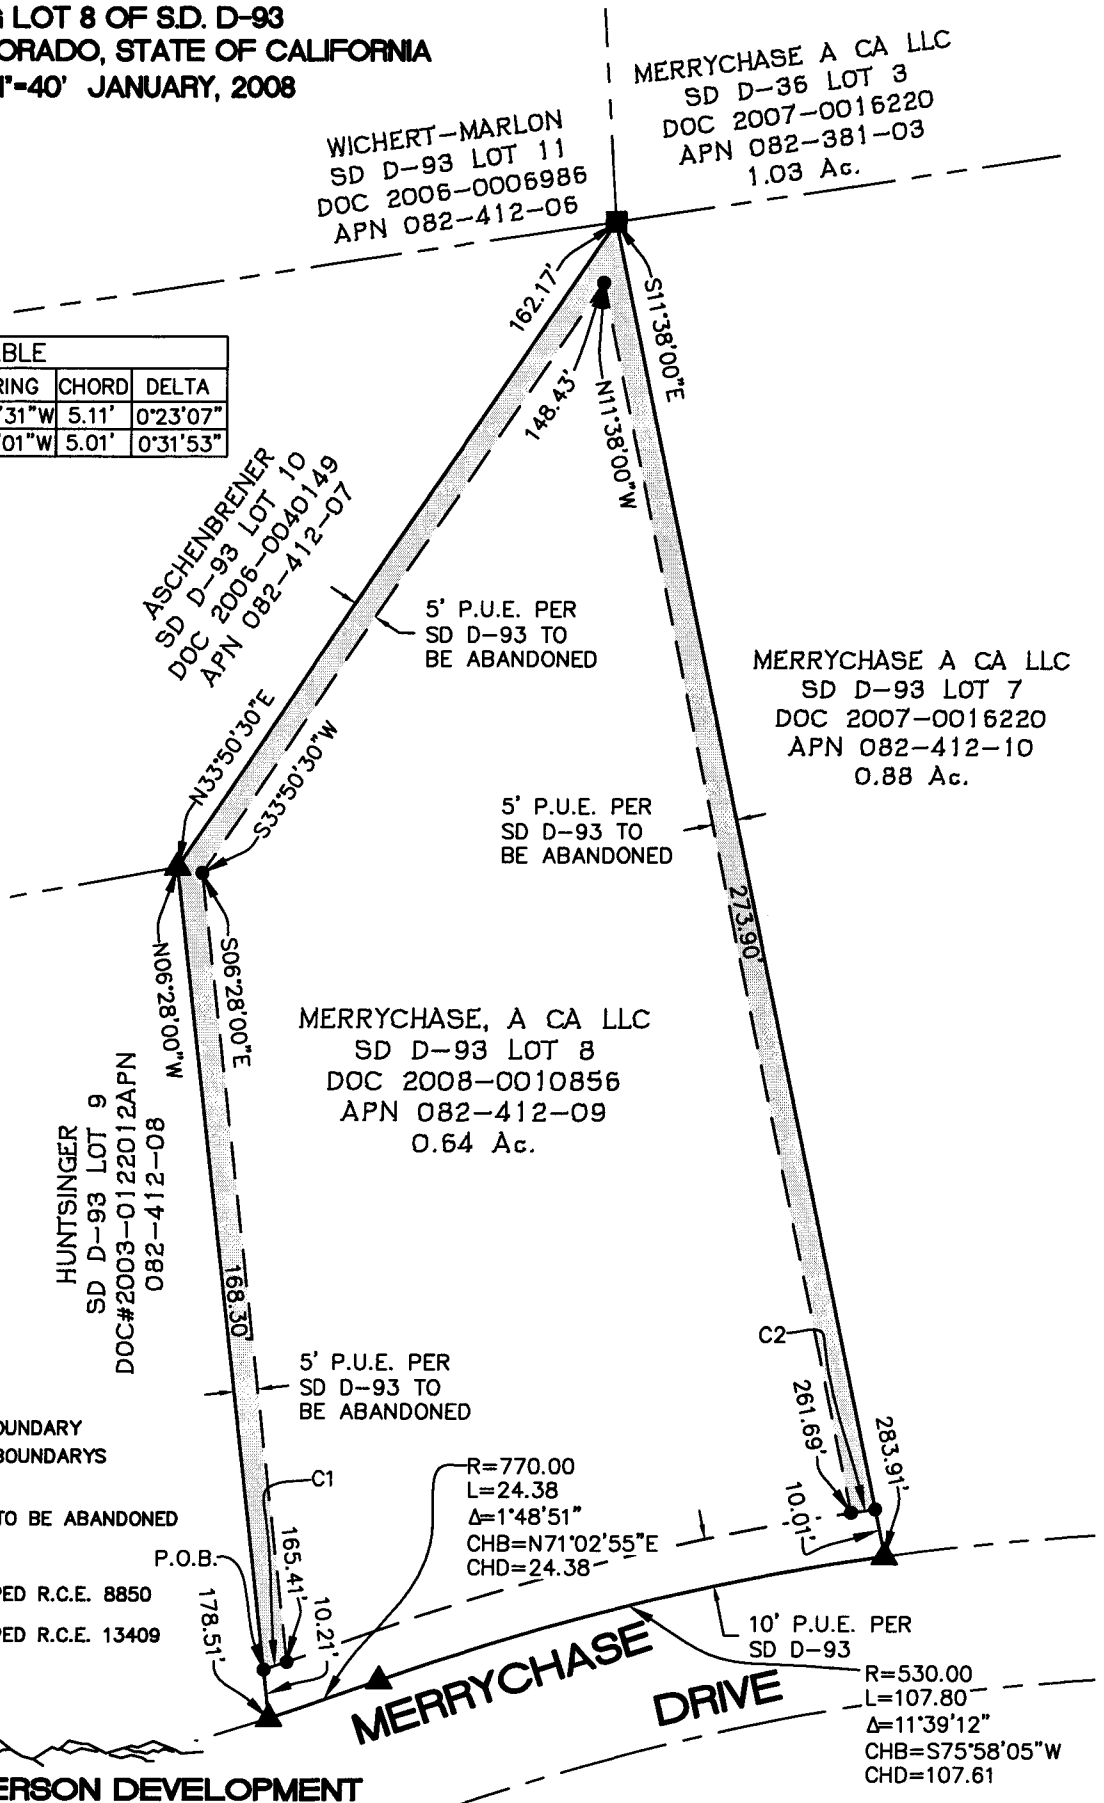 LOT 8 OF S.D. D-93
ORADO, STATE OF CALIFORNIA
1"=40' JANUARY, 2008
MERRYCHASE A CA LLC
SD D-36 LOT 3
DOC 2007-0016220
APN 082-381-03
1.03 Ac.
WICHERT-MARLON
SD D-93 LOT 11
DOC 2006-0006986
APN 082-412-06
162.17'
S11°38'00"E
148.43'
N11°38'00"W
BLE
RING CHORD DELTA
'31"W 5.11' 0°23'07"
'01"W 5.01' 0°31'53"
ASCHENBRENER
SD D-93 LOT 10
DOC 2006-0040149
APN 082-412-07
5' P.U.E. PER
SD D-93 TO
BE ABANDONED
MERRYCHASE A CA LLC
SD D-93 LOT 7
DOC 2007-0016220
APN 082-412-10
0.88 Ac.
N33°50'30"E
S33°50'30"W
5' P.U.E. PER
SD D-93 TO
BE ABANDONED
273.90'
N06°28'00"W
S06°28'00"E
MERRYCHASE, A CA LLC
SD D-93 LOT 8
DOC 2008-0010856
APN 082-412-09
0.64 Ac.
HUNTSINGER
SD D-93 LOT 9
DOC#2003-0122012APN
082-412-08
168.30'
5' P.U.E. PER
SD D-93 TO
BE ABANDONED
C2
261.69'
283.91'
10.01'
OUNDARY
BOUNDARYS
TO BE ABANDONED
PED R.C.E. 8850
PED R.C.E. 13409
C1
R=770.00
L=24.38
Δ=1°48'51"
CHB=N71°02'55"E
CHD=24.38
P.O.B.
165.41'
178.51'
10.21'
10' P.U.E. PER
SD D-93
MERRYCHASE DRIVE
R=530.00
L=107.80
Δ=11°39'12"
CHB=S75°58'05"W
CHD=107.61
ERSON DEVELOPMENT